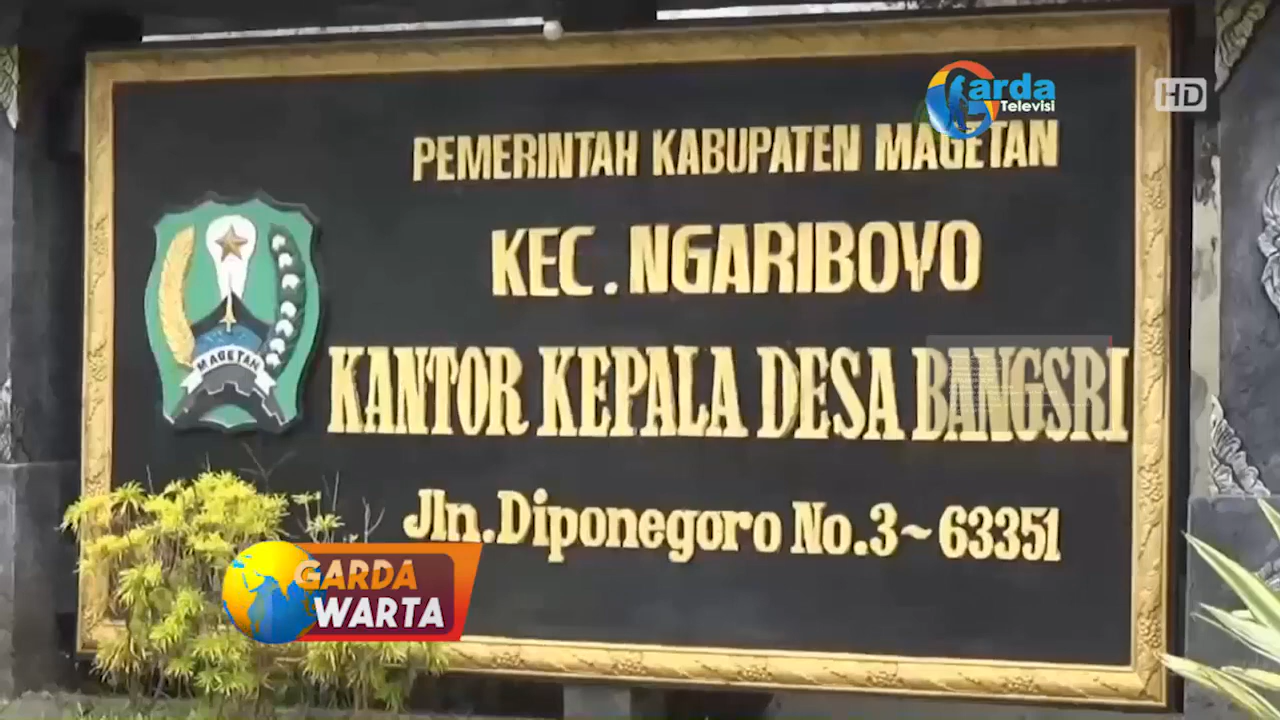 Garda
Televisi
HD
PEMERINTAH KABUPATEN MAGETAN
KEC. NGARIBOYO
MAGETAN
KANTOR KEPALA DESA BANGSRI
Jln. Diponegoro No. 3 ~ 63351
GARDA
WARTA